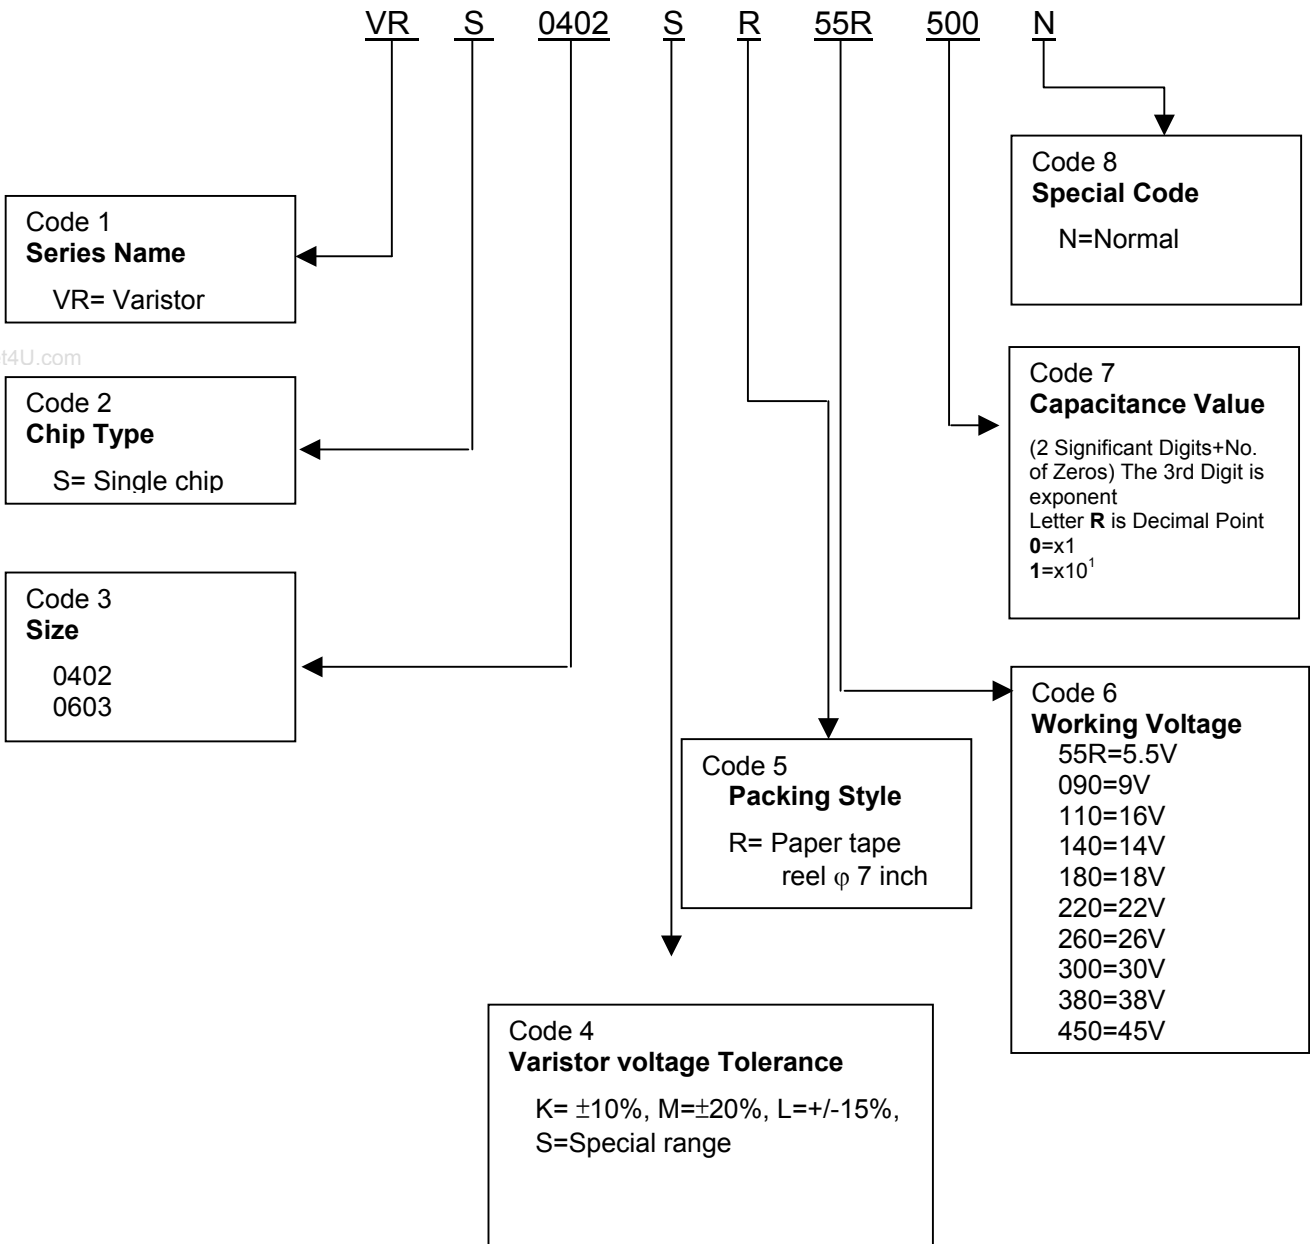 VR S 0402 S R 55R 500 N
Code 8
Special Code
N=Normal
Code 1
Series Name
VR= Varistor
t4U.com
Code 7
Capacitance Value
(2 Significant Digits+No.
of Zeros) The 3rd Digit is
exponent
Letter R is Decimal Point
0=x1
1=x10¹
Code 2
Chip Type
S= Single chip
Code 3
Size
0402
0603
Code 6
Working Voltage
55R=5.5V
090=9V
110=16V
140=14V
180=18V
220=22V
260=26V
300=30V
380=38V
450=45V
Code 5
Packing Style
R= Paper tape
reel φ 7 inch
Code 4
Varistor voltage Tolerance
K= ±10%, M=±20%, L=+/-15%,
S=Special range